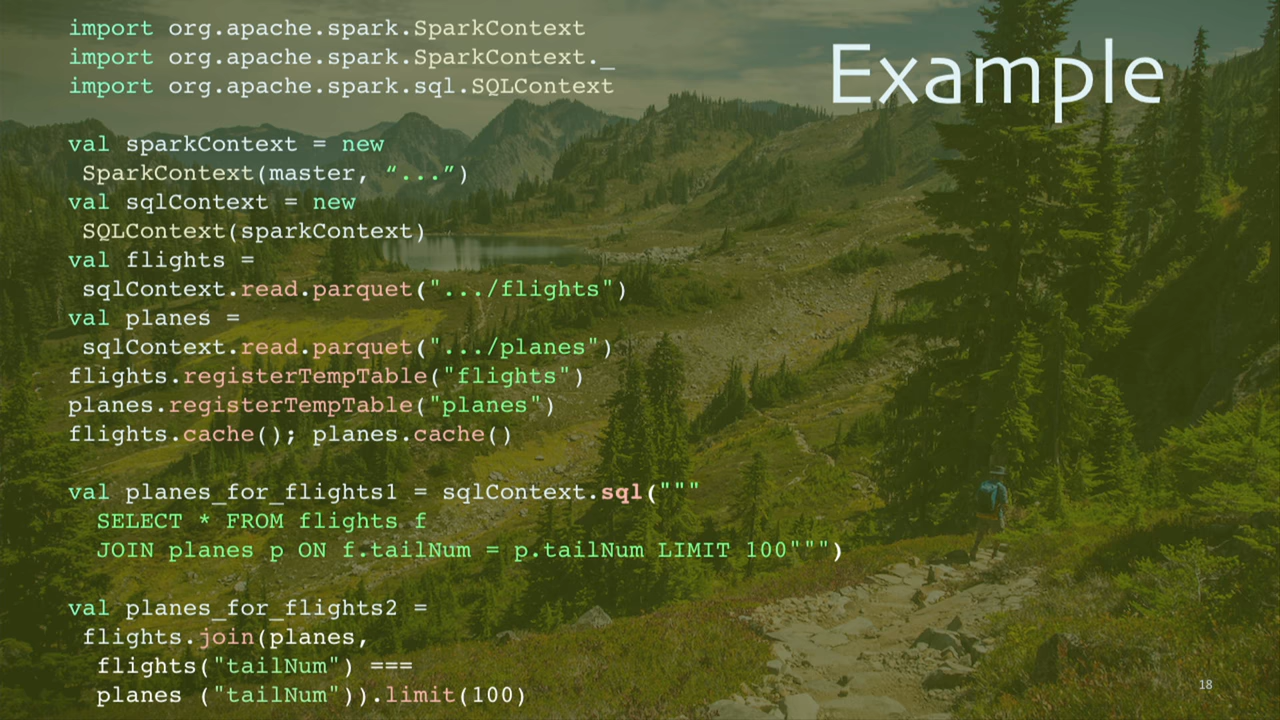 Example
import org.apache.spark.SparkContext
import org.apache.spark.SparkContext._
import org.apache.spark.sql.SQLContext
val sparkContext = new
SparkContext(master, “...”)
val sqlContext = new
SQLContext(sparkContext)
val flights =
sqlContext.read.parquet(".../flights")
val planes =
sqlContext.read.parquet(".../planes")
flights.registerTempTable("flights")
planes.registerTempTable("planes")
flights.cache(); planes.cache()
val planes_for_flights1 = sqlContext.sql("""
SELECT * FROM flights f
JOIN planes p ON f.tailNum = p.tailNum LIMIT 100""")
val planes_for_flights2 =
flights.join(planes,
flights("tailNum") ===
planes ("tailNum")).limit(100)
18